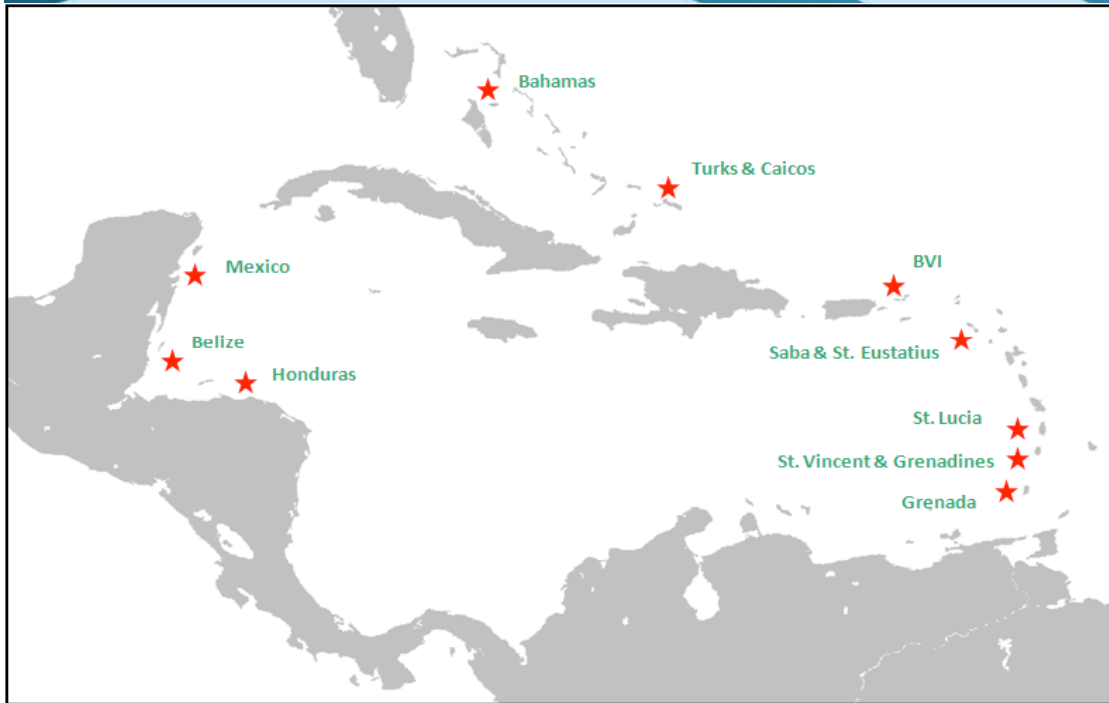 Bahamas
Turks & Caicos
BVI
Mexico
Belize
Saba & St. Eustatius
Honduras
St. Lucia
St. Vincent & Grenadines
Grenada